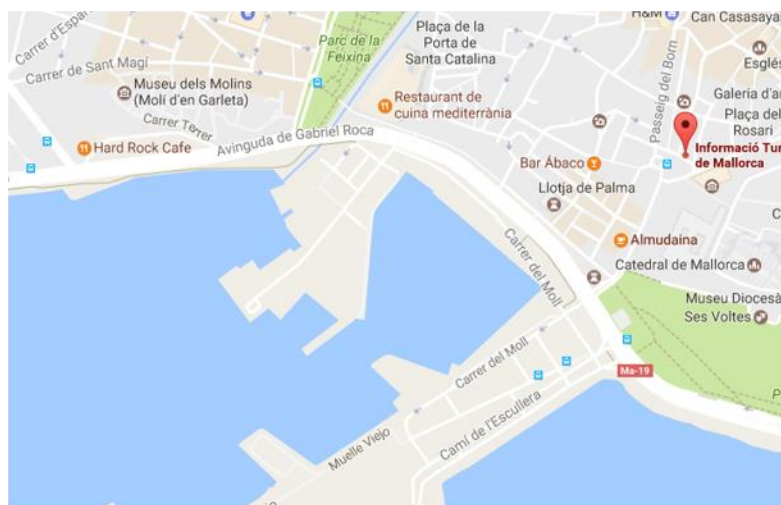 Carrer d'Espar
Parc de la
Feixina
Carrer de Sant Magí
Museu dels Molins
(Molí d'en Garleta)
Carrer Terrer
Hard Rock Cafe
Avinguda de Gabriel Roca
Plaça de la
Porta de
Santa Catalina
Restaurant de
cuina mediterrània
H&M
Can Casasaya
Esglés
Passeig del Born
Galeria d'ar
Plaça del
Rosari
Informació Tur
de Mallorca
Bar Ábaco
Llotja de Palma
Almudaina
C
Catedral de Mallorca
Museu Diocesà
Ses Voltes
Carrer del Moll
Carrer del Moll
Ma-19
P
Camí de l'Escullera
Muelle Viejo